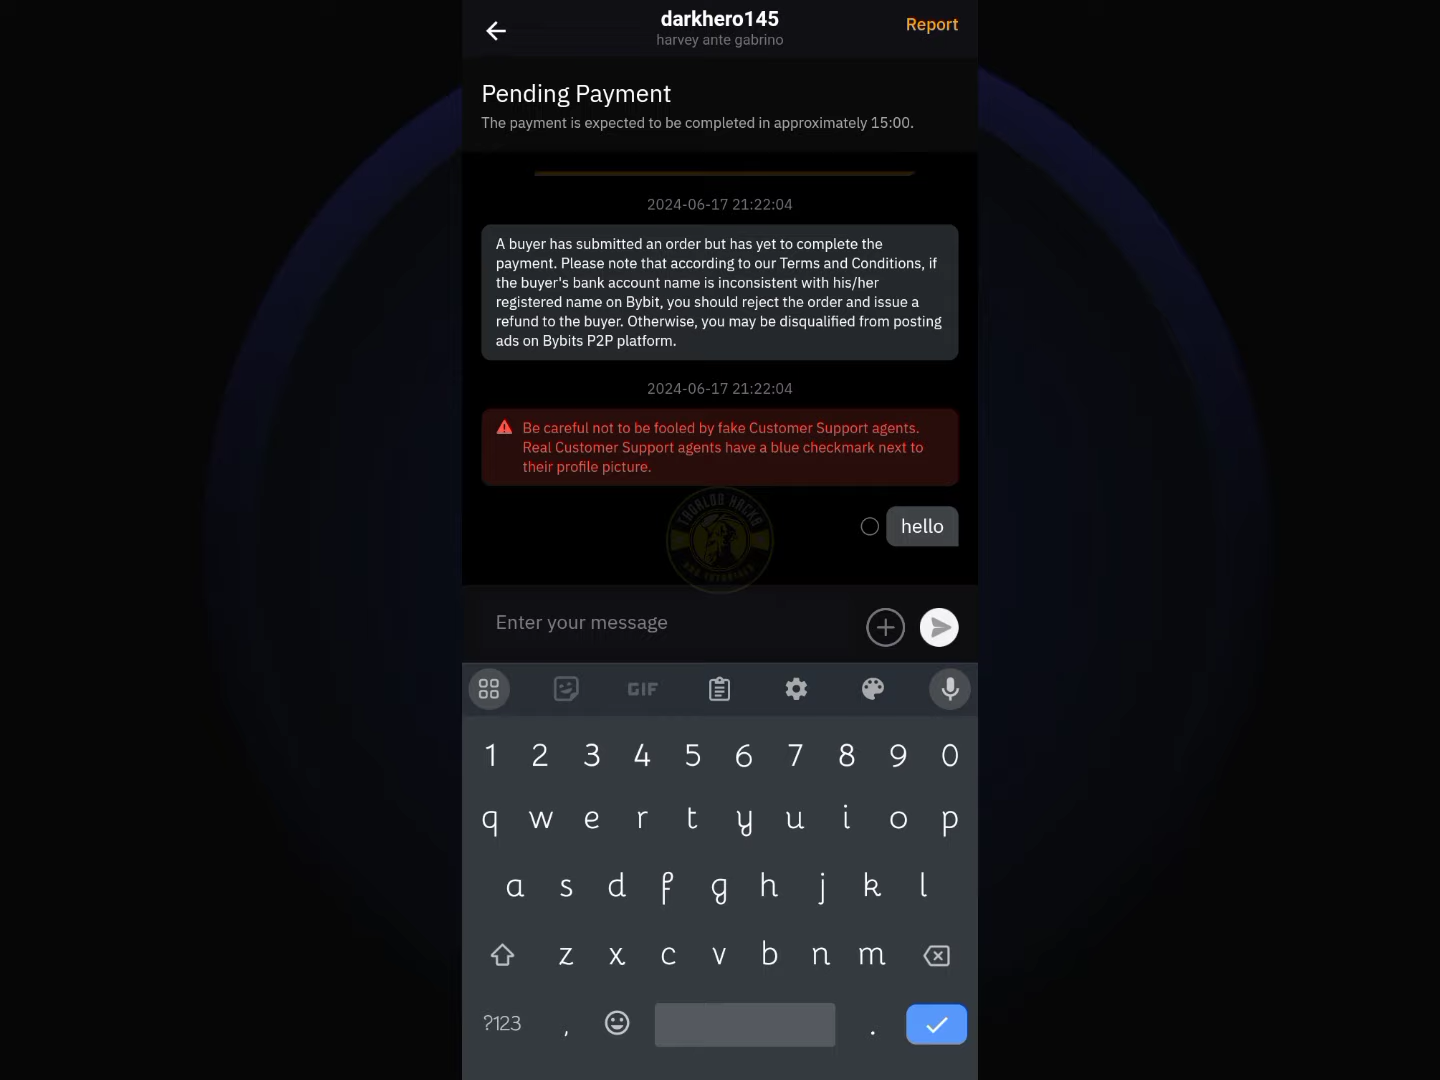 darkhero145
harvey ante gabrino
Report
Pending Payment
The payment is expected to be completed in approximately 15:00.
2024-06-17 21:22:04
A buyer has submitted an order but has yet to complete the
payment. Please note that according to our Terms and Conditions, if
the buyer's bank account name is inconsistent with his/her
registered name on Bybit, you should reject the order and issue a
refund to the buyer. Otherwise, you may be disqualified from posting
ads on Bybits P2P platform.
2024-06-17 21:22:04
Be careful not to be fooled by fake Customer Support agents.
Real Customer Support agents have a blue checkmark next to
their profile picture.
TAGALOG HACKS
AND TUTORIALS
hello
Enter your message
GIF
1 2 3 4 5 6 7 8 9 0
q w e r t y u i o p
a s d f g h j k l
z x c v b n m
?123 , .